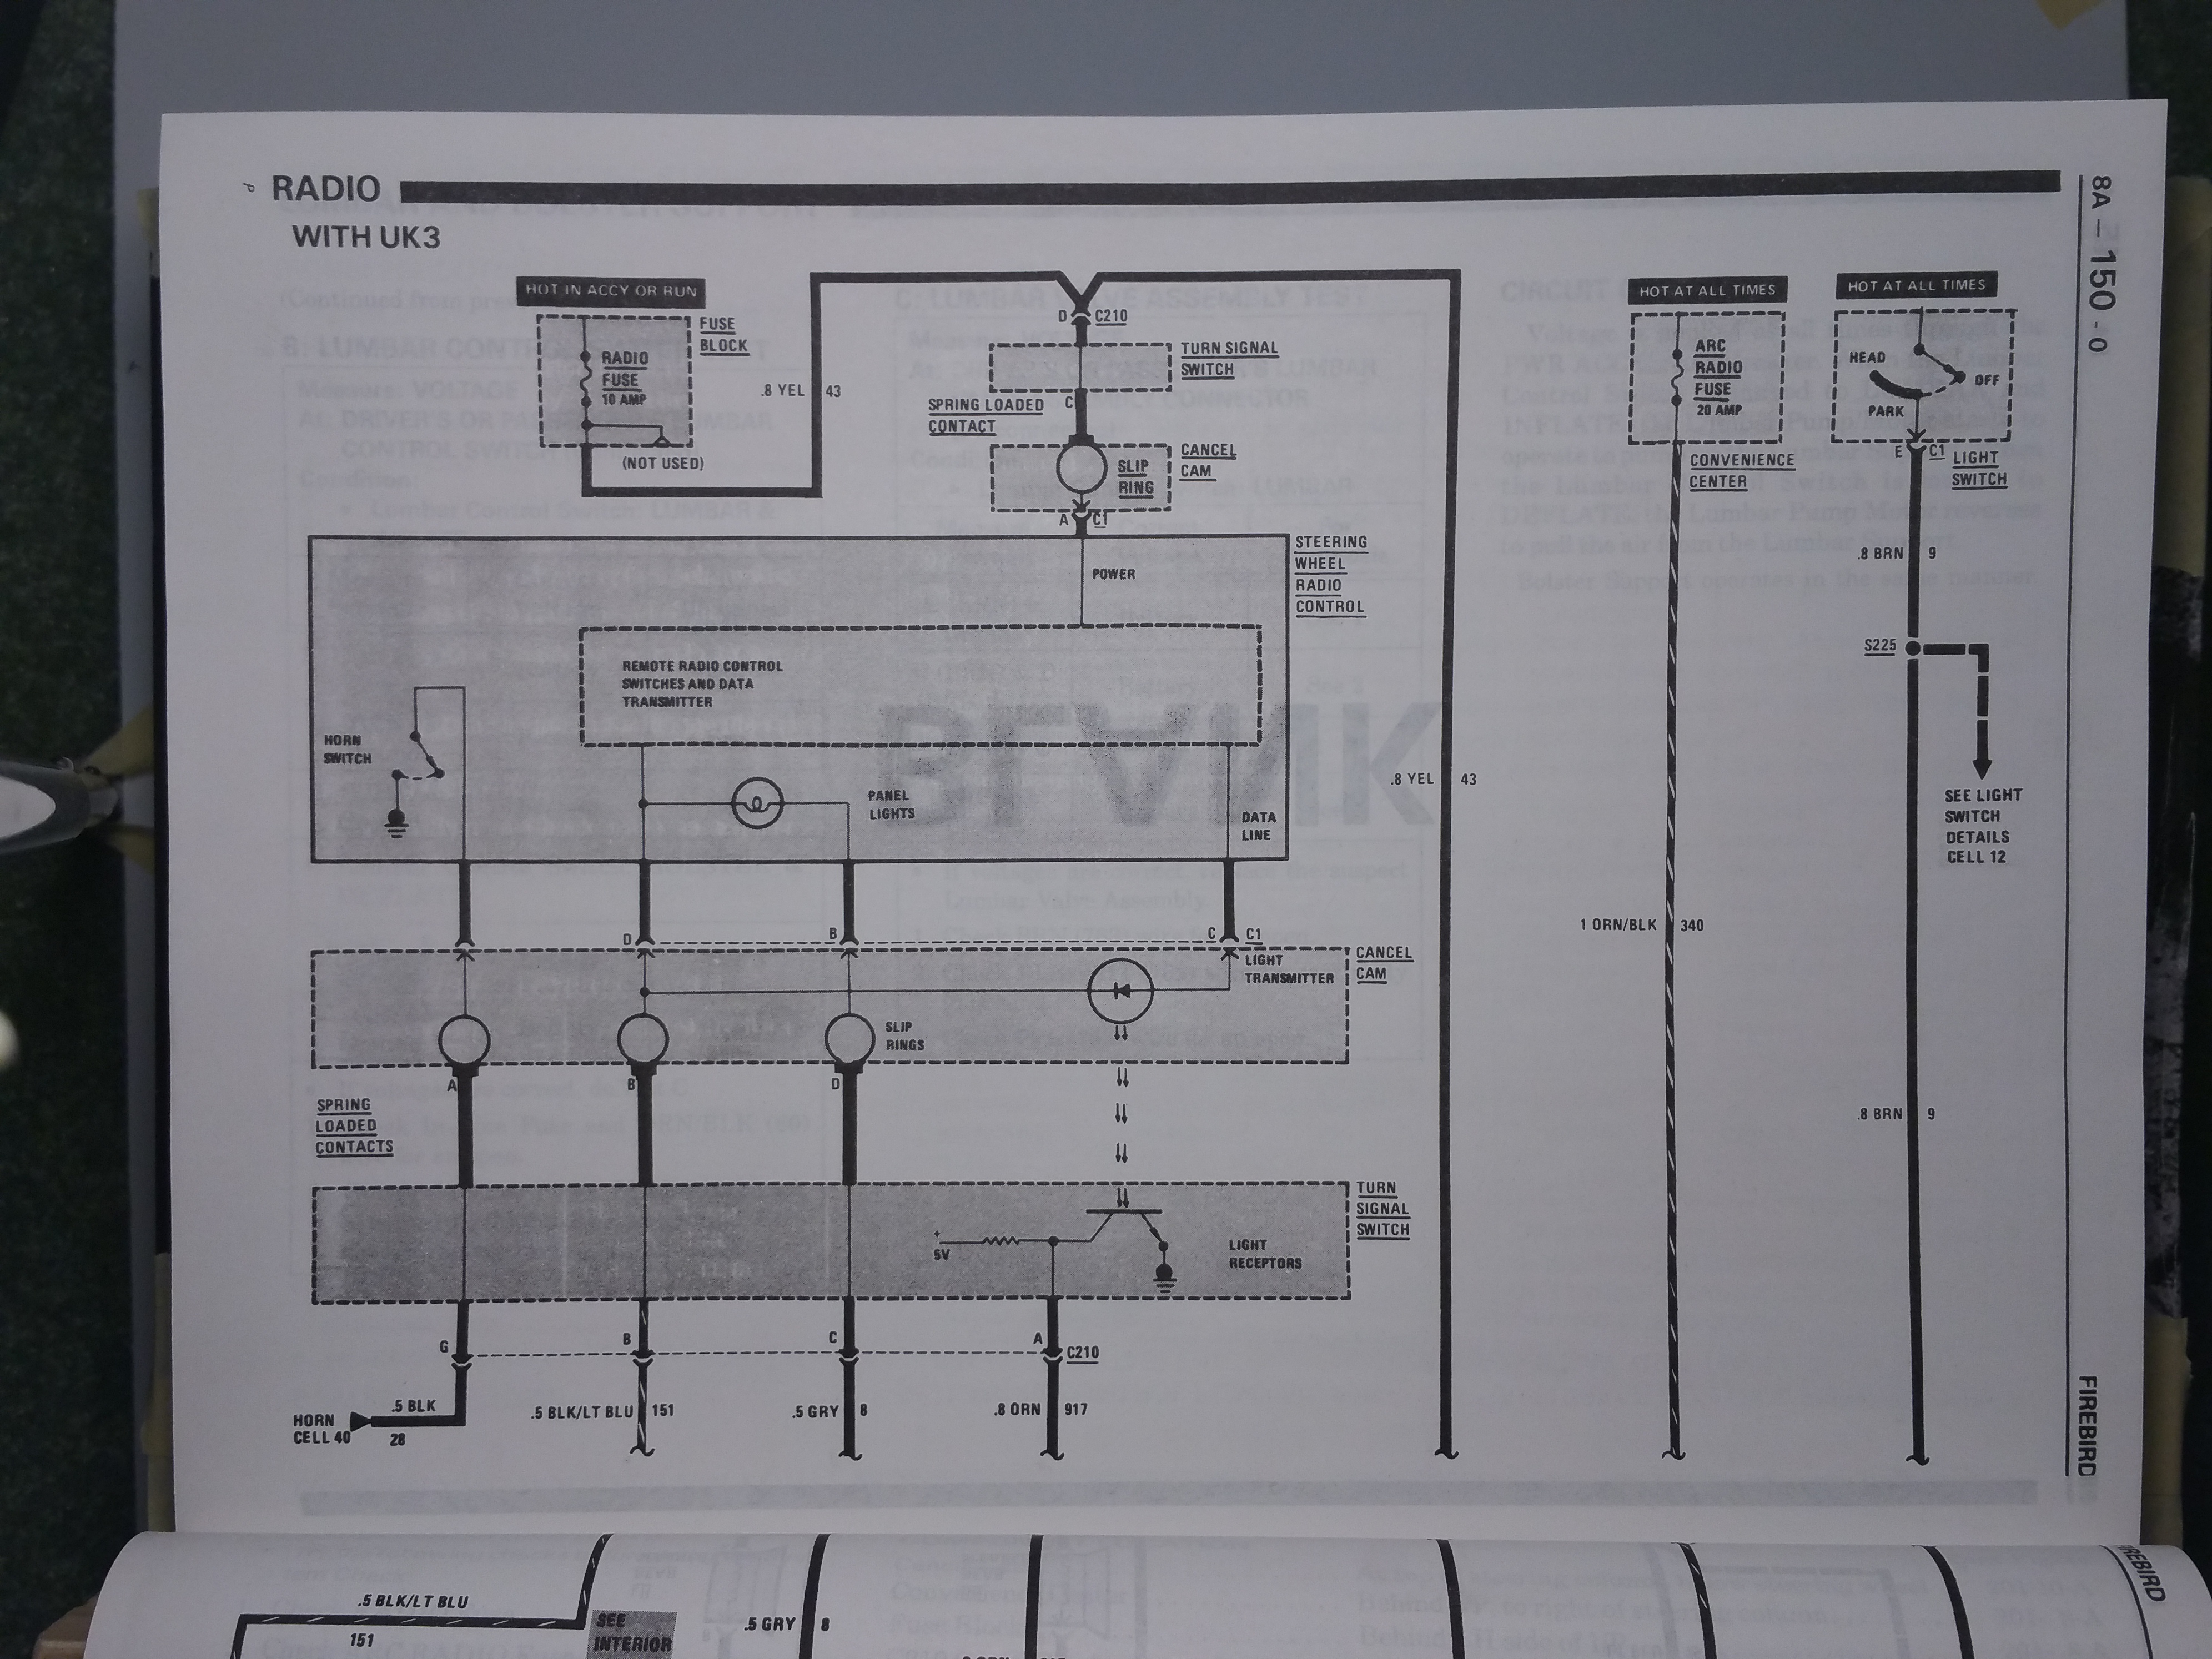 RADIO
WITH UK3
8A - 150 - 0
FIREBIRD
HOT IN ACCY OR RUN
FUSE
BLOCK
RADIO
FUSE
10 AMP
(NOT USED)
.8 YEL 43
D C210
TURN SIGNAL
SWITCH
SPRING LOADED
CONTACT
C
CANCEL
CAM
SLIP
RING
A C1
HOT AT ALL TIMES
ARC
RADIO
FUSE
20 AMP
CONVENIENCE
CENTER
HOT AT ALL TIMES
HEAD
OFF
PARK
E C1
LIGHT
SWITCH
.8 BRN 9
S225
SEE LIGHT
SWITCH
DETAILS
CELL 12
STEERING
WHEEL
RADIO
CONTROL
POWER
REMOTE RADIO CONTROL
SWITCHES AND DATA
TRANSMITTER
HORN
SWITCH
PANEL
LIGHTS
DATA
LINE
.8 YEL 43
1 ORN/BLK 340
D B C C1
LIGHT
TRANSMITTER
CANCEL
CAM
SLIP
RINGS
A B D
SPRING
LOADED
CONTACTS
.8 BRN 9
TURN
SIGNAL
SWITCH
+
5V
LIGHT
RECEPTORS
G B C A C210
HORN
CELL 40
.5 BLK
28
.5 BLK/LT BLU 151
.5 GRY 8
.8 ORN 917
.5 BLK/LT BLU
151
SEE
INTERIOR
.5 GRY 8